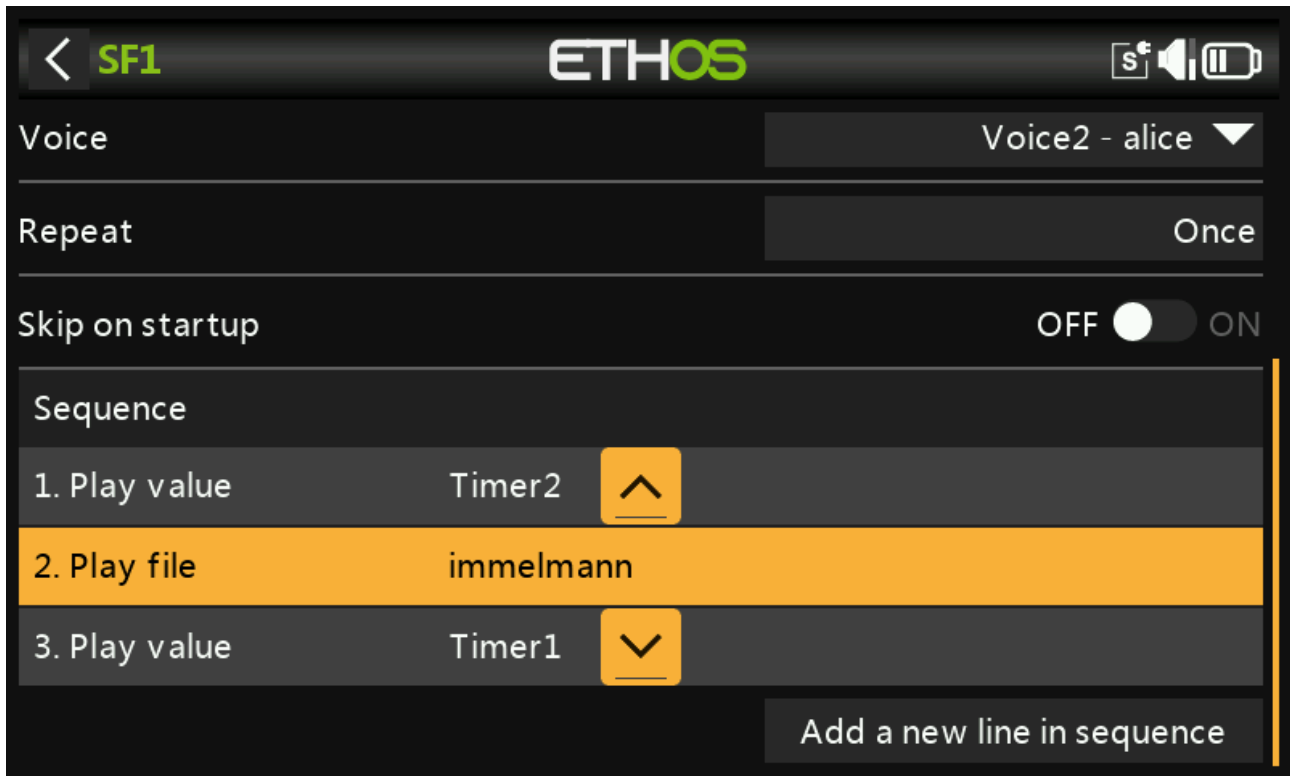 SF1 ETHOS S
Voice Voice2 - alice
Repeat Once
Skip on startup OFF ON
Sequence
1. Play value Timer2
2. Play file immelmann
3. Play value Timer1
Add a new line in sequence